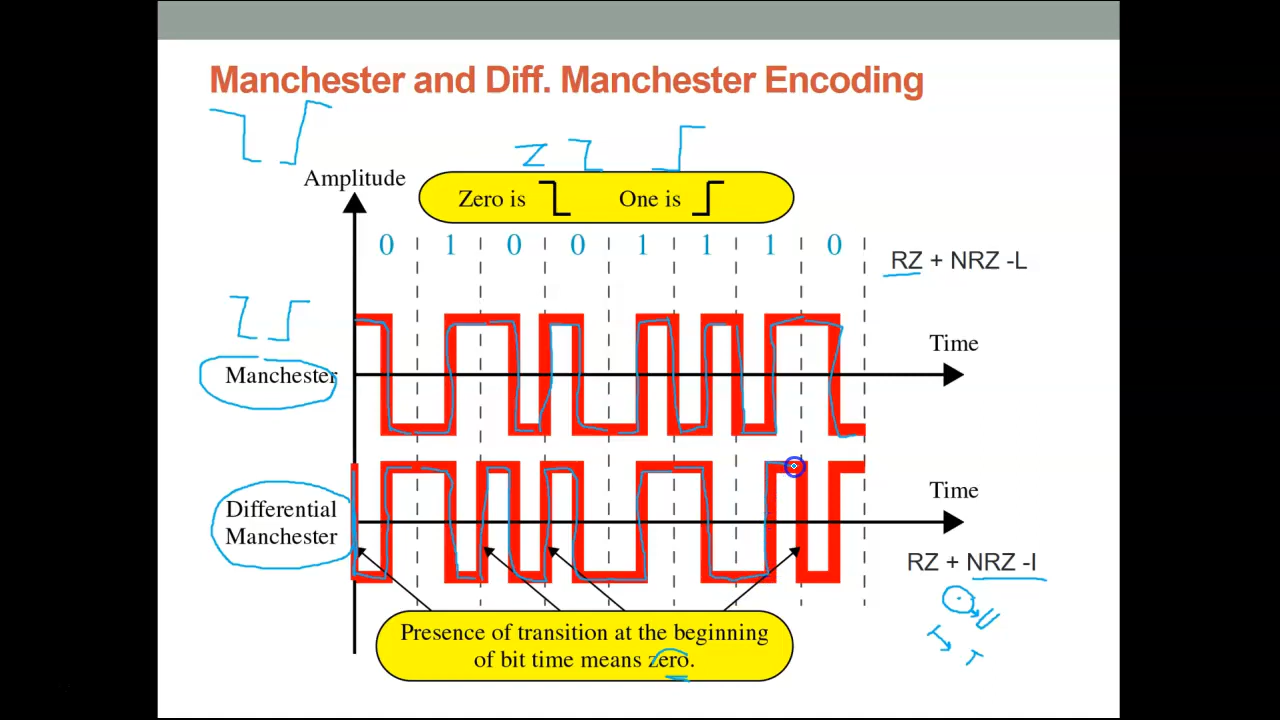 Manchester and Diff. Manchester Encoding
Amplitude
Z
Zero is One is
0 1 0 0 1 1 1 0
RZ + NRZ -L
Time
Manchester
Time
Differential
Manchester
RZ + NRZ -I
Presence of transition at the beginning
of bit time means zero.